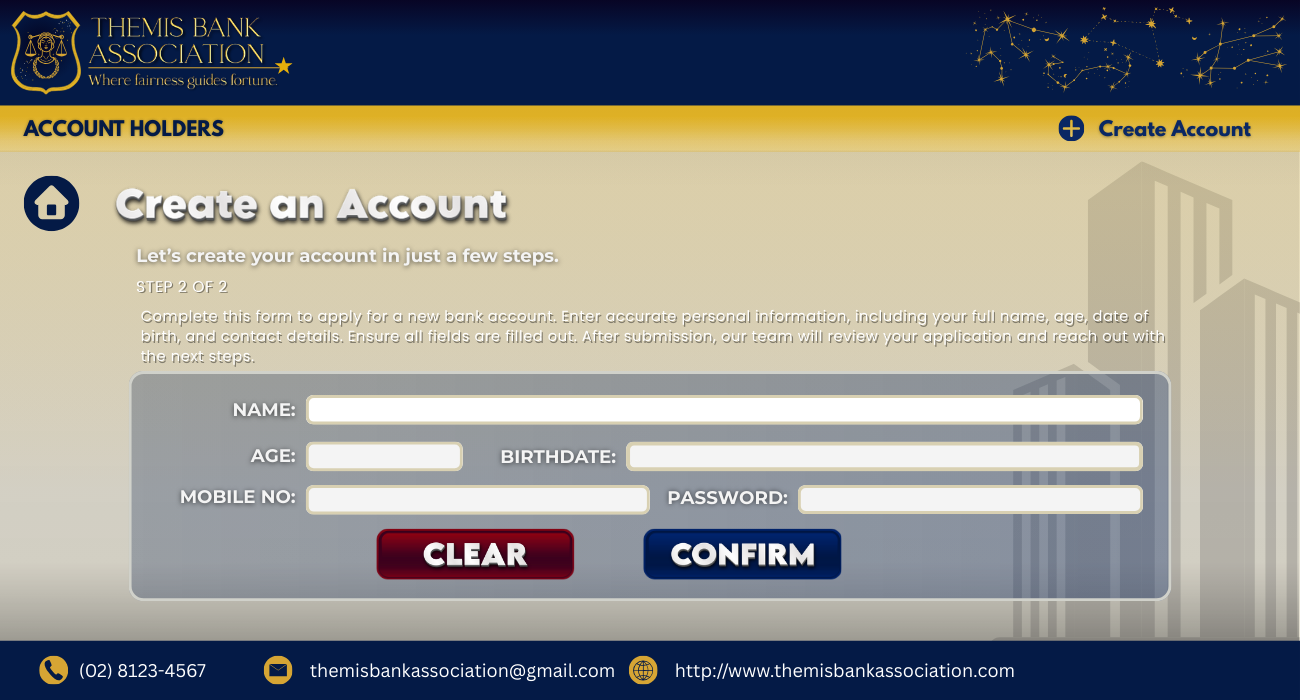 THEMIS BANK
ASSOCIATION
Where fairness guides fortune.
ACCOUNT HOLDERS
Create Account
Create an Account
Let's create your account in just a few steps.
STEP 2 OF 2
Complete this form to apply for a new bank account. Enter accurate personal information, including your full name, age, date of
birth, and contact details. Ensure all fields are filled out. After submission, our team will review your application and reach out with
the next steps.
NAME:
AGE: BIRTHDATE:
MOBILE NO: PASSWORD:
CLEAR CONFIRM
(02) 8123-4567 themisbankassociation@gmail.com http://www.themisbankassociation.com